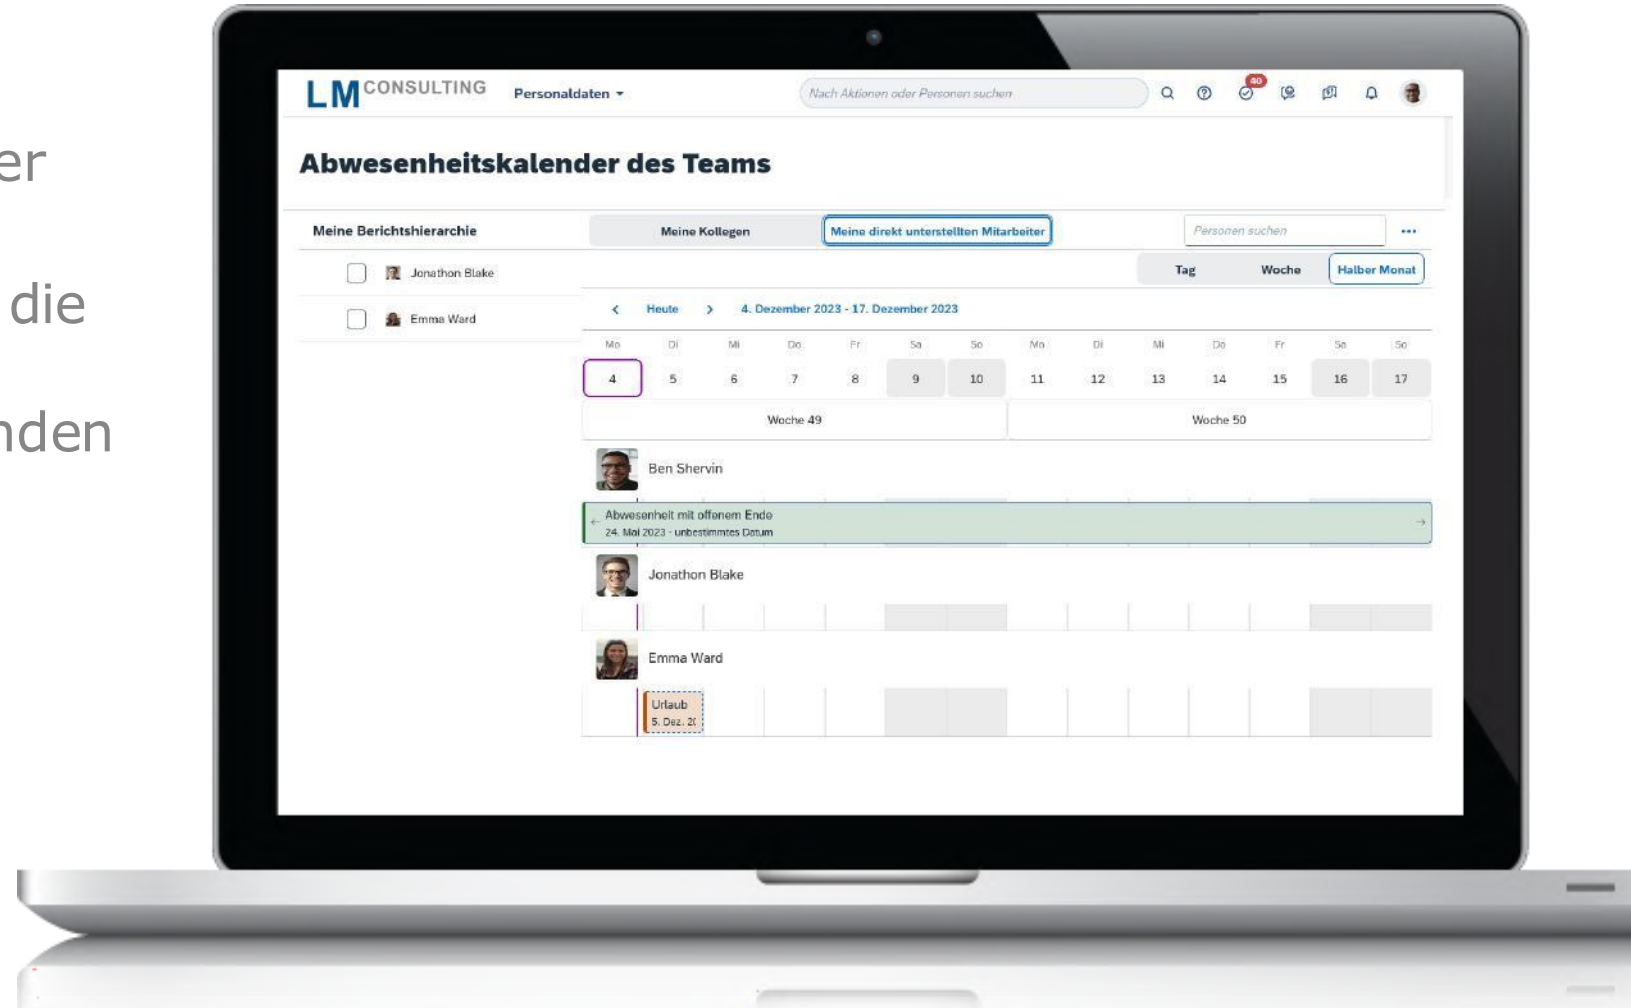 er
die
nden
LM CONSULTING
Personaldaten
Nach Aktionen oder Personen suchen
40
Abwesenheitskalender des Teams
Meine Berichtshierarchie
Meine Kollegen
Meine direkt unterstellten Mitarbeiter
Personen suchen
Jonathon Blake
Emma Ward
Tag
Woche
Halber Monat
Heute
4. Dezember 2023 - 17. Dezember 2023
Mo Di Mi Do Fr Sa So Mo Di Mi Do Fr Sa So
4 5 6 7 8 9 10 11 12 13 14 15 16 17
Woche 49
Woche 50
Ben Shervin
Abwesenheit mit offenem Ende
24. Mai 2023 - unbestimmtes Datum
Jonathon Blake
Emma Ward
Urlaub
5. Dez. 20